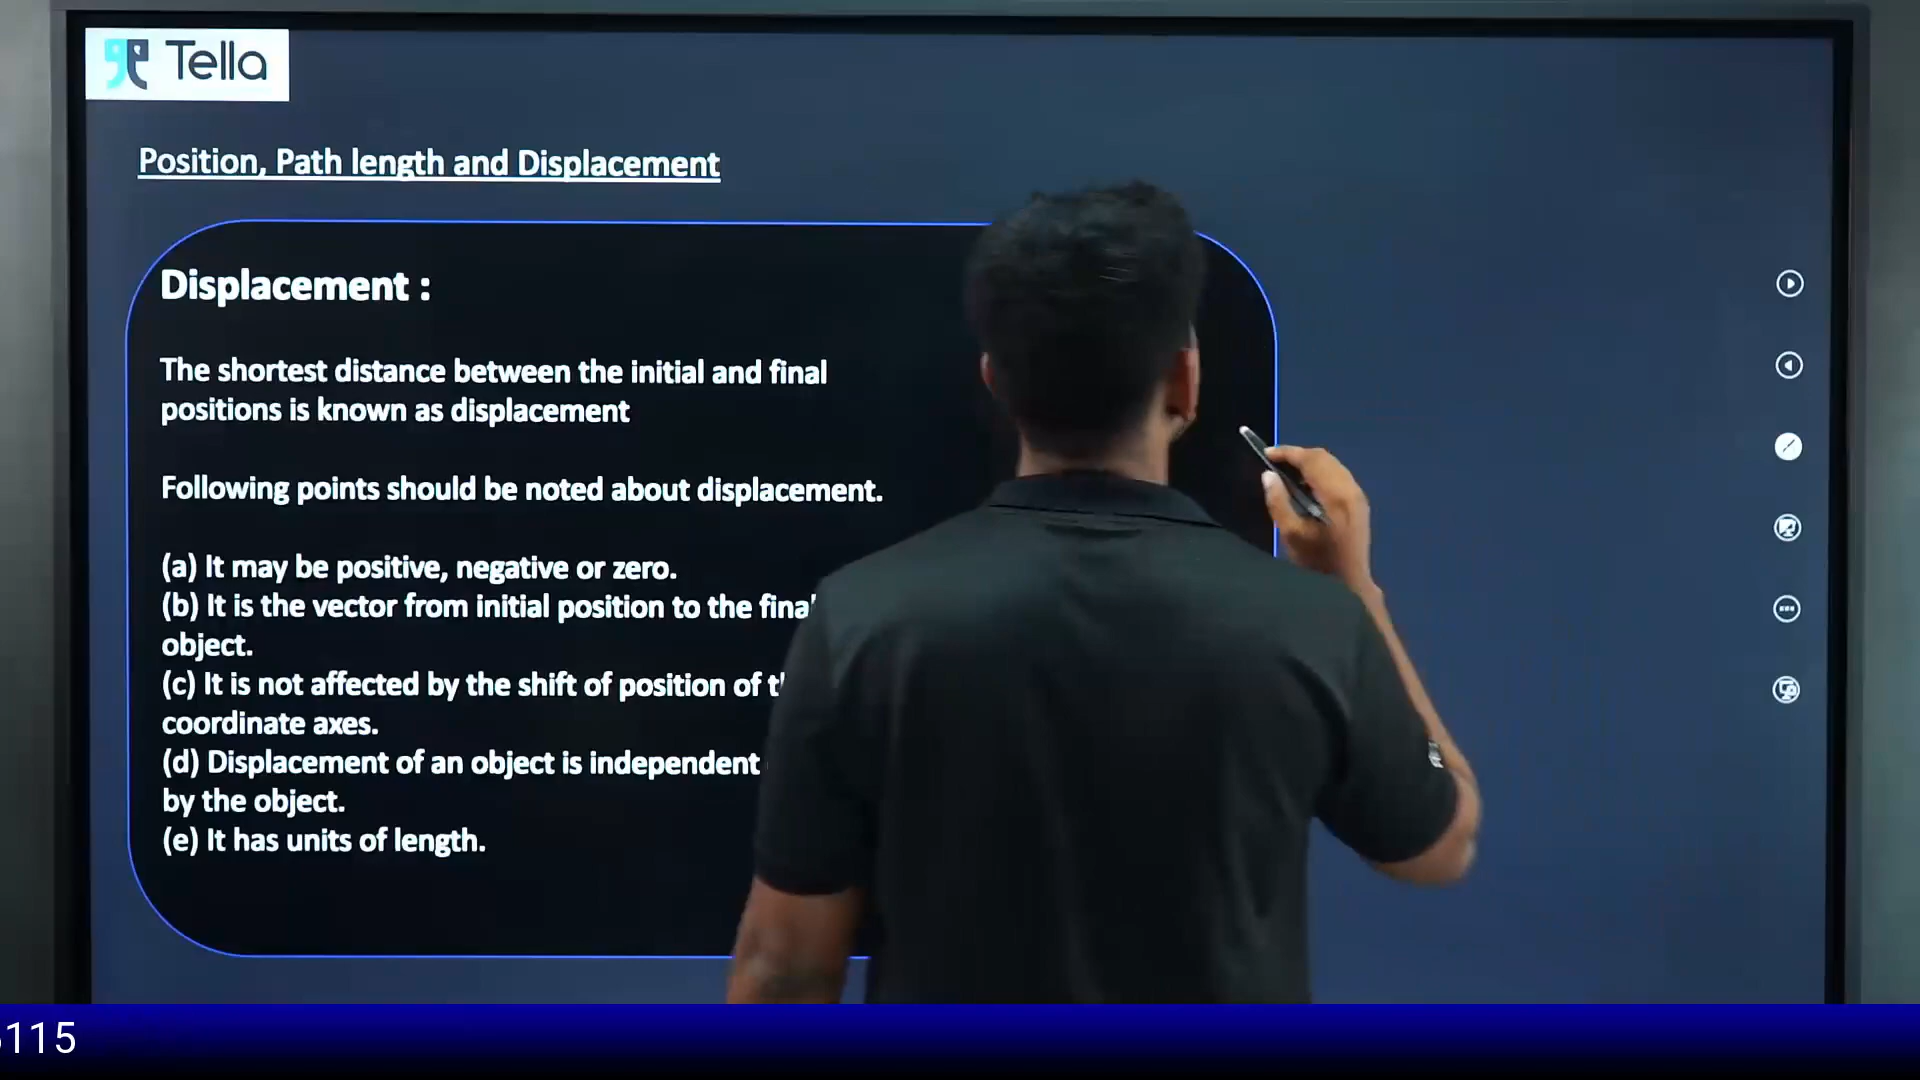 Tella
Position, Path length and Displacement
Displacement :
The shortest distance between the initial and final
positions is known as displacement
Following points should be noted about displacement.
(a) It may be positive, negative or zero.
(b) It is the vector from initial position to the final
object.
(c) It is not affected by the shift of position of
coordinate axes.
(d) Displacement of an object is independent
by the object.
(e) It has units of length.
115